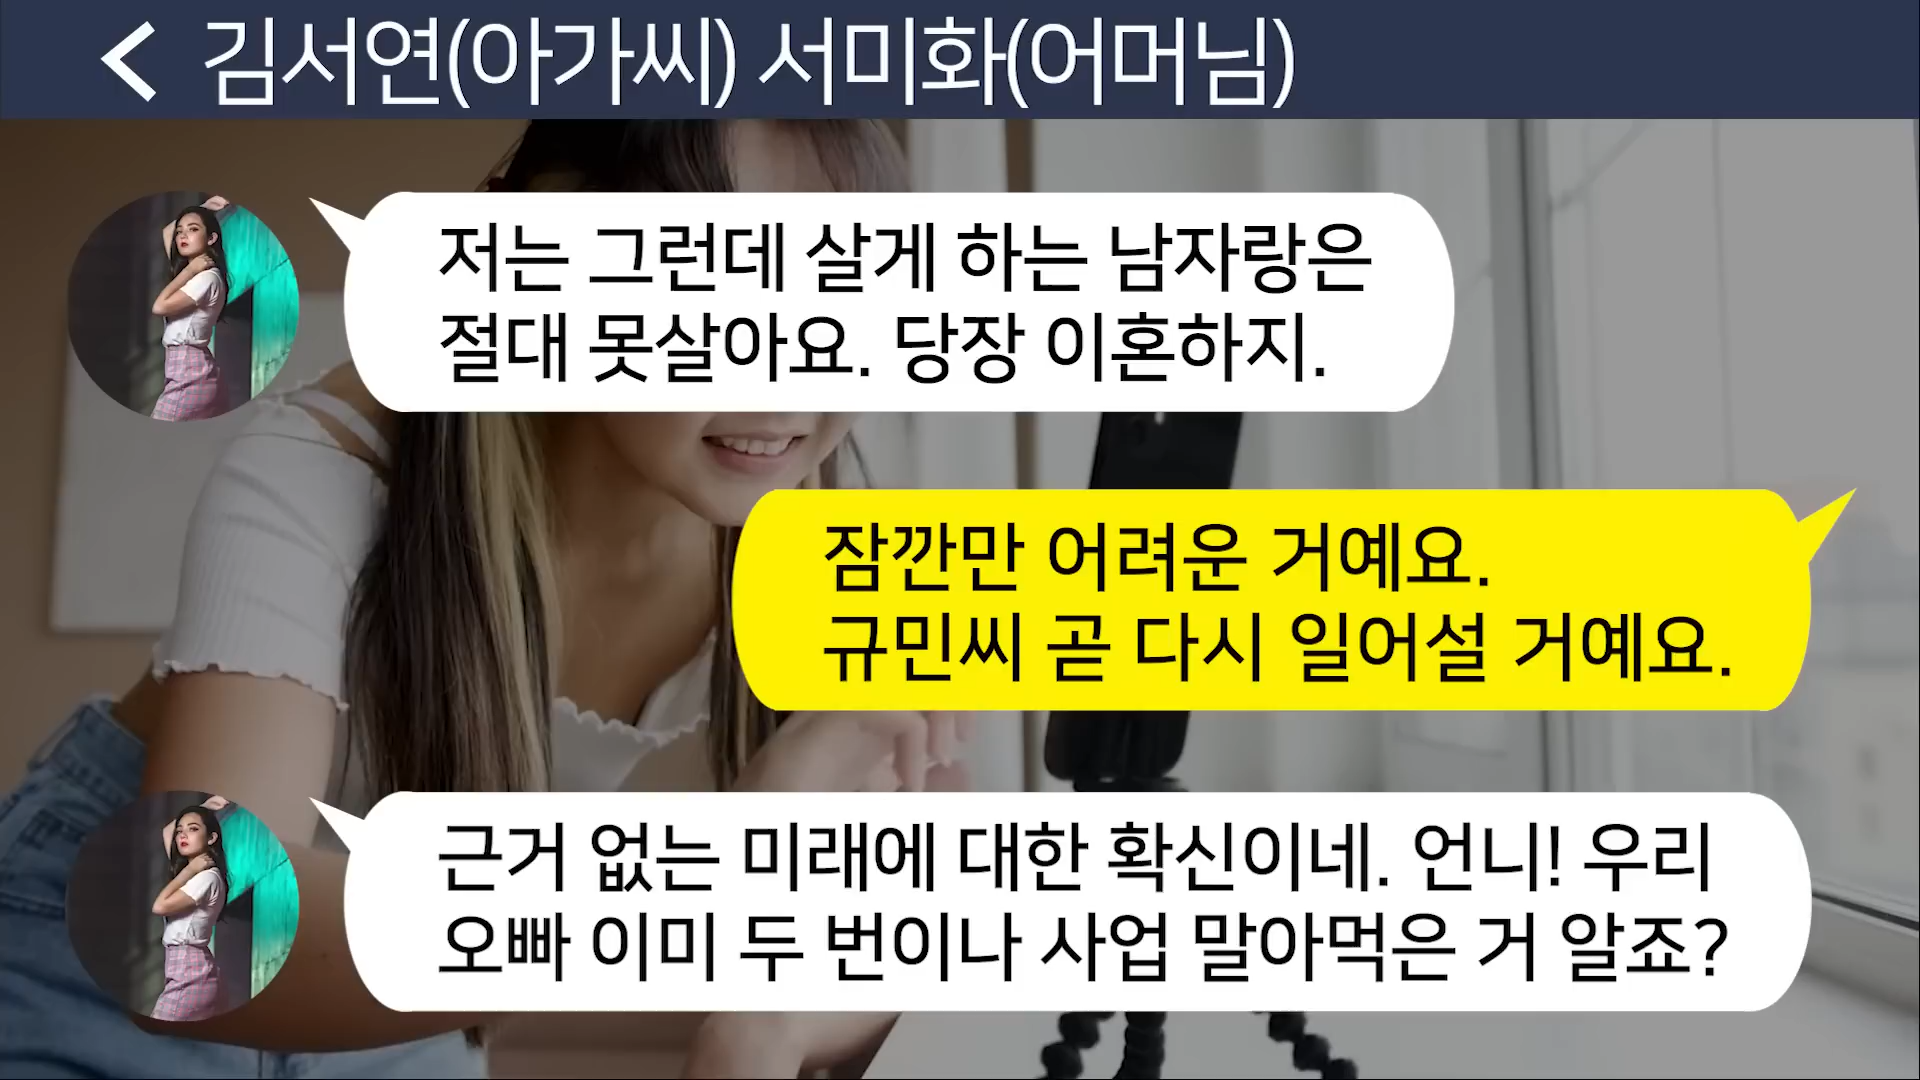 김서연(아가씨) 서미화(어머님)
저는 그런데 살게 하는 남자랑은
절대 못살아요. 당장 이혼하지.
잠깐만 어려운 거예요.
규민씨 곧 다시 일어설 거예요.
근거 없는 미래에 대한 확신이네. 언니! 우리
오빠 이미 두 번이나 사업 말아먹은 거 알죠?